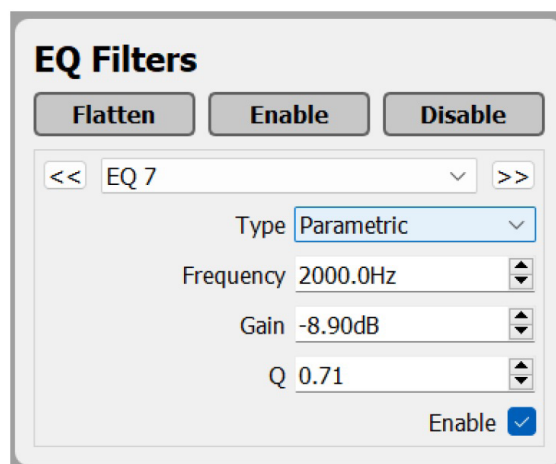 EQ Filters
Flatten Enable Disable
<< EQ 7 >>
Type Parametric
Frequency 2000.0Hz
Gain -8.90dB
Q 0.71
Enable